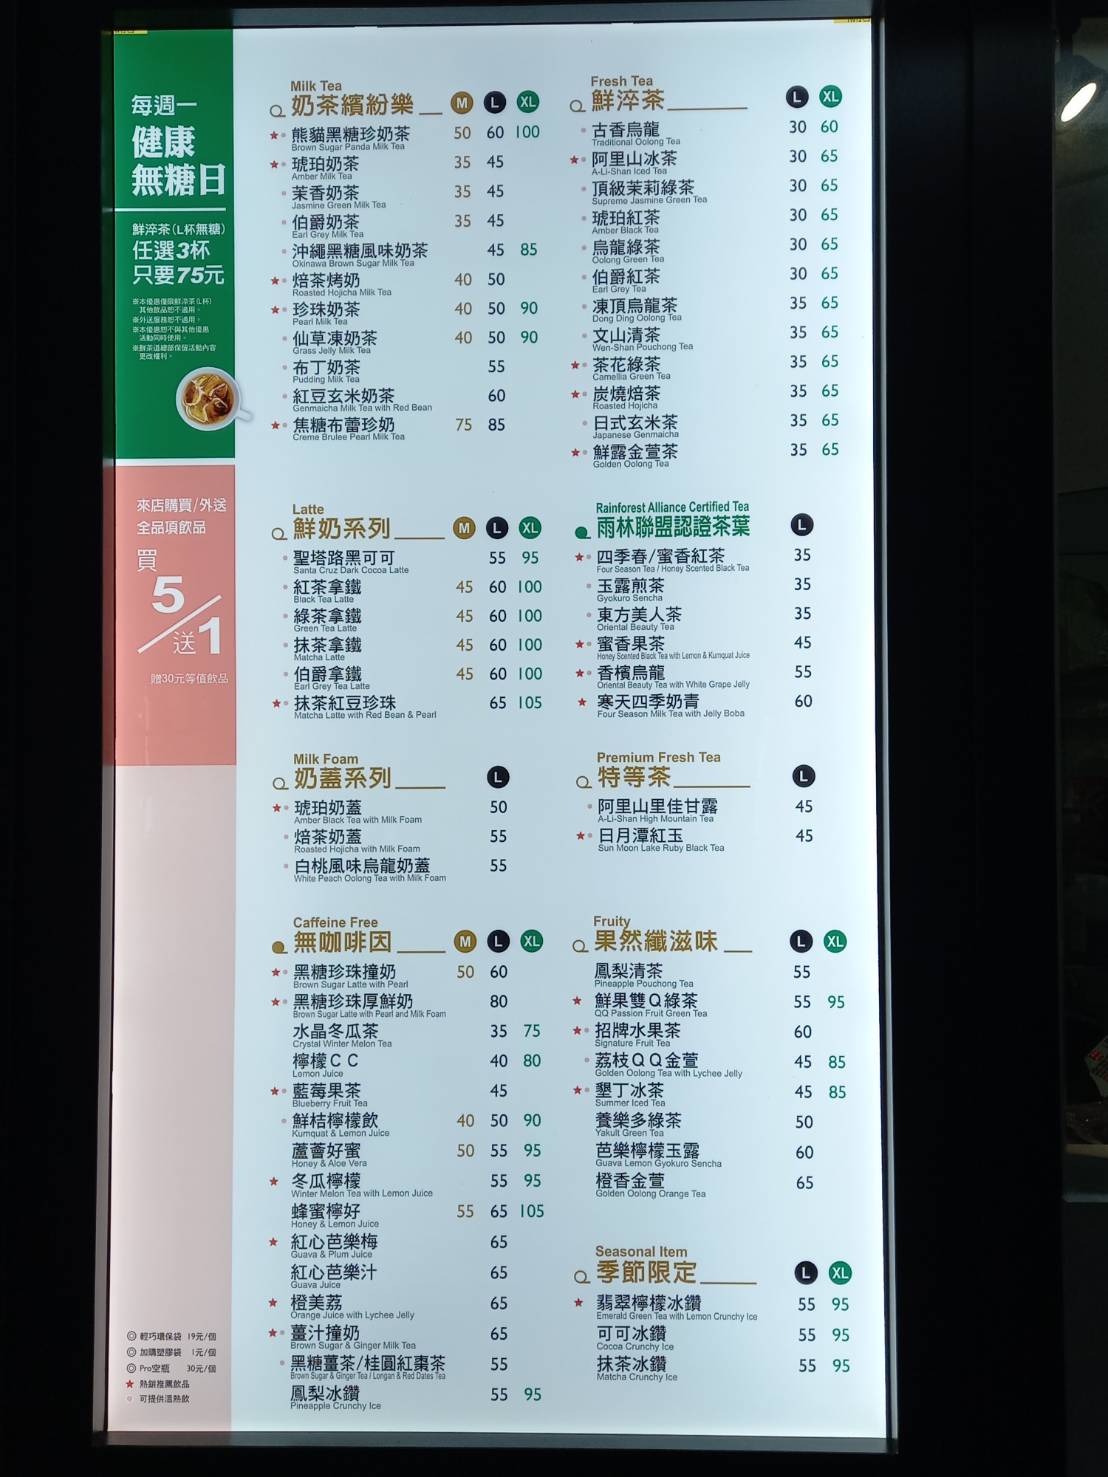 每週一
健康
無糖日
鮮淬茶(L杯無糖)
任選3杯
只要75元
※本優惠僅限鮮淬茶(L杯)
其他飲品恕不適用。
※外送服務恕不適用。
※本優惠恕不與其他優惠
活動同時使用。
※鮮茶道總部保留活動內容
更改權利。
來店購買/外送
全品項飲品
買
5
送1
贈30元等值飲品
◎ 輕巧環保袋 19元/個
◎ 加購塑膠袋 1元/個
◎ Pro空瓶 30元/個
★ 熱銷推薦飲品
可提供溫熱飲
Milk Tea
奶茶繽紛樂 M L XL
★ 熊貓黑糖珍奶茶 50 60 100
Brown Sugar Panda Milk Tea
★ 琥珀奶茶 35 45
Amber Milk Tea
茉香奶茶 35 45
Jasmine Green Milk Tea
伯爵奶茶 35 45
Earl Grey Milk Tea
沖繩黑糖風味奶茶 45 85
Okinawa Brown Sugar Milk Tea
★ 焙茶烤奶 40 50
Roasted Hojicha Milk Tea
★ 珍珠奶茶 40 50 90
Pearl Milk Tea
仙草凍奶茶 40 50 90
Grass Jelly Milk Tea
布丁奶茶 55
Pudding Milk Tea
紅豆玄米奶茶 60
Genmaicha Milk Tea with Red Bean
★ 焦糖布蕾珍奶 75 85
Creme Brulee Pearl Milk Tea
Latte
鮮奶系列 M L XL
聖塔路黑可可 55 95
Santa Cruz Dark Cocoa Latte
紅茶拿鐵 45 60 100
Black Tea Latte
綠茶拿鐵 45 60 100
Green Tea Latte
抹茶拿鐵 45 60 100
Matcha Latte
伯爵拿鐵 45 60 100
Earl Grey Tea Latte
★ 抹茶紅豆珍珠 65 105
Matcha Latte with Red Bean & Pearl
Milk Foam
奶蓋系列 L
★ 琥珀奶蓋 50
Amber Black Tea with Milk Foam
焙茶奶蓋 55
Roasted Hojicha with Milk Foam
白桃風味烏龍奶蓋 55
White Peach Oolong Tea with Milk Foam
Caffeine Free
無咖啡因 M L XL
★ 黑糖珍珠撞奶 50 60
Brown Sugar Latte with Pearl
★ 黑糖珍珠厚鮮奶 80
Brown Sugar Latte with Pearl and Milk Foam
水晶冬瓜茶 35 75
Crystal Winter Melon Tea
檸檬CC 40 80
Lemon Juice
★ 藍莓果茶 45
Blueberry Fruit Tea
鮮桔檸檬飲 40 50 90
Kumquat & Lemon Juice
蘆薈好蜜 50 55 95
Honey & Aloe Vera
★ 冬瓜檸檬 55 95
Winter Melon Tea with Lemon Juice
蜂蜜檸好 55 65 105
Honey & Lemon Juice
★ 紅心芭樂梅 65
Guava & Plum Juice
紅心芭樂汁 65
Guava Juice
★ 橙美荔 65
Orange Juice with Lychee Jelly
★ 薑汁撞奶 65
Brown Sugar & Ginger Milk Tea
黑糖薑茶/桂圓紅棗茶 55
Brown Sugar & Ginger Tea / Longan & Red Dates Tea
鳳梨冰鑽 55 95
Pineapple Crunchy Ice
Fresh Tea
鮮淬茶 L XL
古香烏龍 30 60
Traditional Oolong Tea
★ 阿里山冰茶 30 65
A-Li-Shan Iced Tea
頂級茉莉綠茶 30 65
Supreme Jasmine Green Tea
琥珀紅茶 30 65
Amber Black Tea
烏龍綠茶 30 65
Oolong Green Tea
伯爵紅茶 30 65
Earl Grey Tea
凍頂烏龍茶 35 65
Dong Ding Oolong Tea
文山清茶 35 65
Wen-Shan Pouchong Tea
★ 茶花綠茶 35 65
Camellia Green Tea
★ 炭燒焙茶 35 65
Roasted Hojicha
日式玄米茶 35 65
Japanese Genmaicha
★ 鮮露金萱茶 35 65
Golden Oolong Tea
Rainforest Alliance Certified Tea
雨林聯盟認證茶葉 L
★ 四季春/蜜香紅茶 35
Four Season Tea / Honey Scented Black Tea
玉露煎茶 35
Gyokuro Sencha
東方美人茶 35
Oriental Beauty Tea
★ 蜜香果茶 45
Honey Scented Black Tea with Lemon & Kumquat Juice
★ 香檳烏龍 55
Oriental Beauty Tea with White Grape Jelly
★ 寒天四季奶青 60
Four Season Milk Tea with Jelly Boba
Premium Fresh Tea
特等茶 L
阿里山里佳甘露 45
A-Li-Shan High Mountain Tea
★ 日月潭紅玉 45
Sun Moon Lake Ruby Black Tea
Fruity
果然纖滋味 L XL
鳳梨清茶 55
Pineapple Pouchong Tea
★ 鮮果雙Q綠茶 55 95
QQ Passion Fruit Green Tea
★ 招牌水果茶 60
Signature Fruit Tea
荔枝QQ金萱 45 85
Golden Oolong Tea with Lychee Jelly
★ 墾丁冰茶 45 85
Summer Iced Tea
養樂多綠茶 50
Yakult Green Tea
芭樂檸檬玉露 60
Guava Lemon Gyokuro Sencha
橙香金萱 65
Golden Oolong Orange Tea
Seasonal Item
季節限定 L XL
★ 翡翠檸檬冰鑽 55 95
Emerald Green Tea with Lemon Crunchy Ice
可可冰鑽 55 95
Cocoa Crunchy Ice
抹茶冰鑽 55 95
Matcha Crunchy Ice